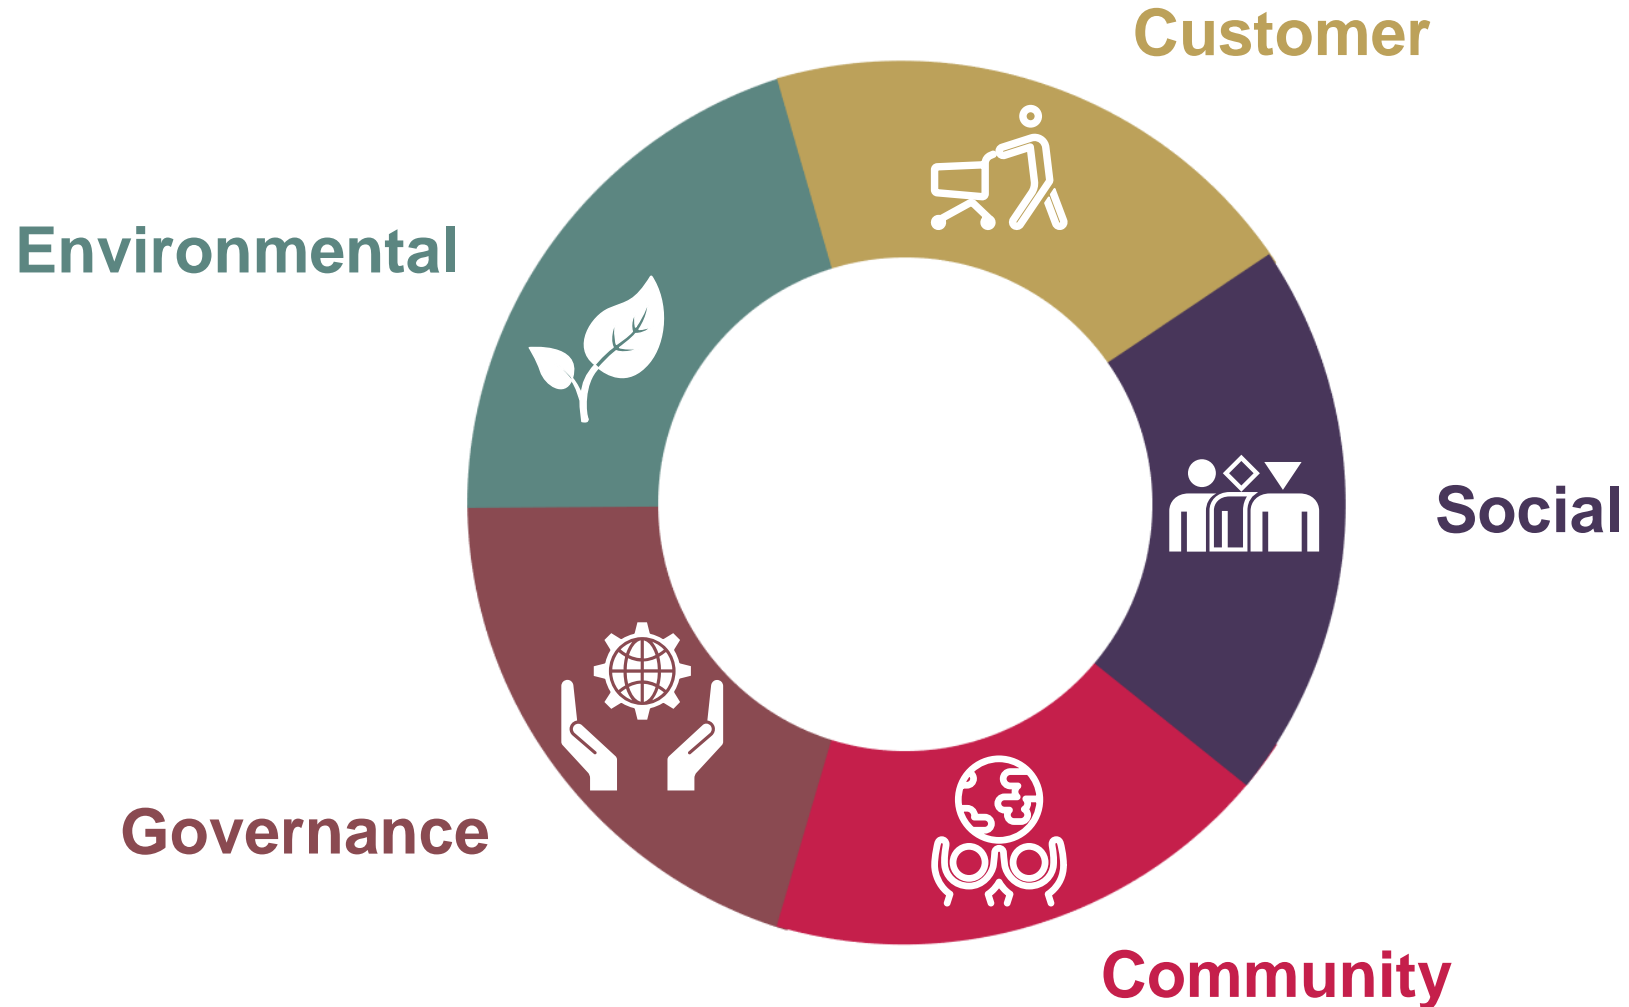 Customer
Environmental
Social
Governance
Community